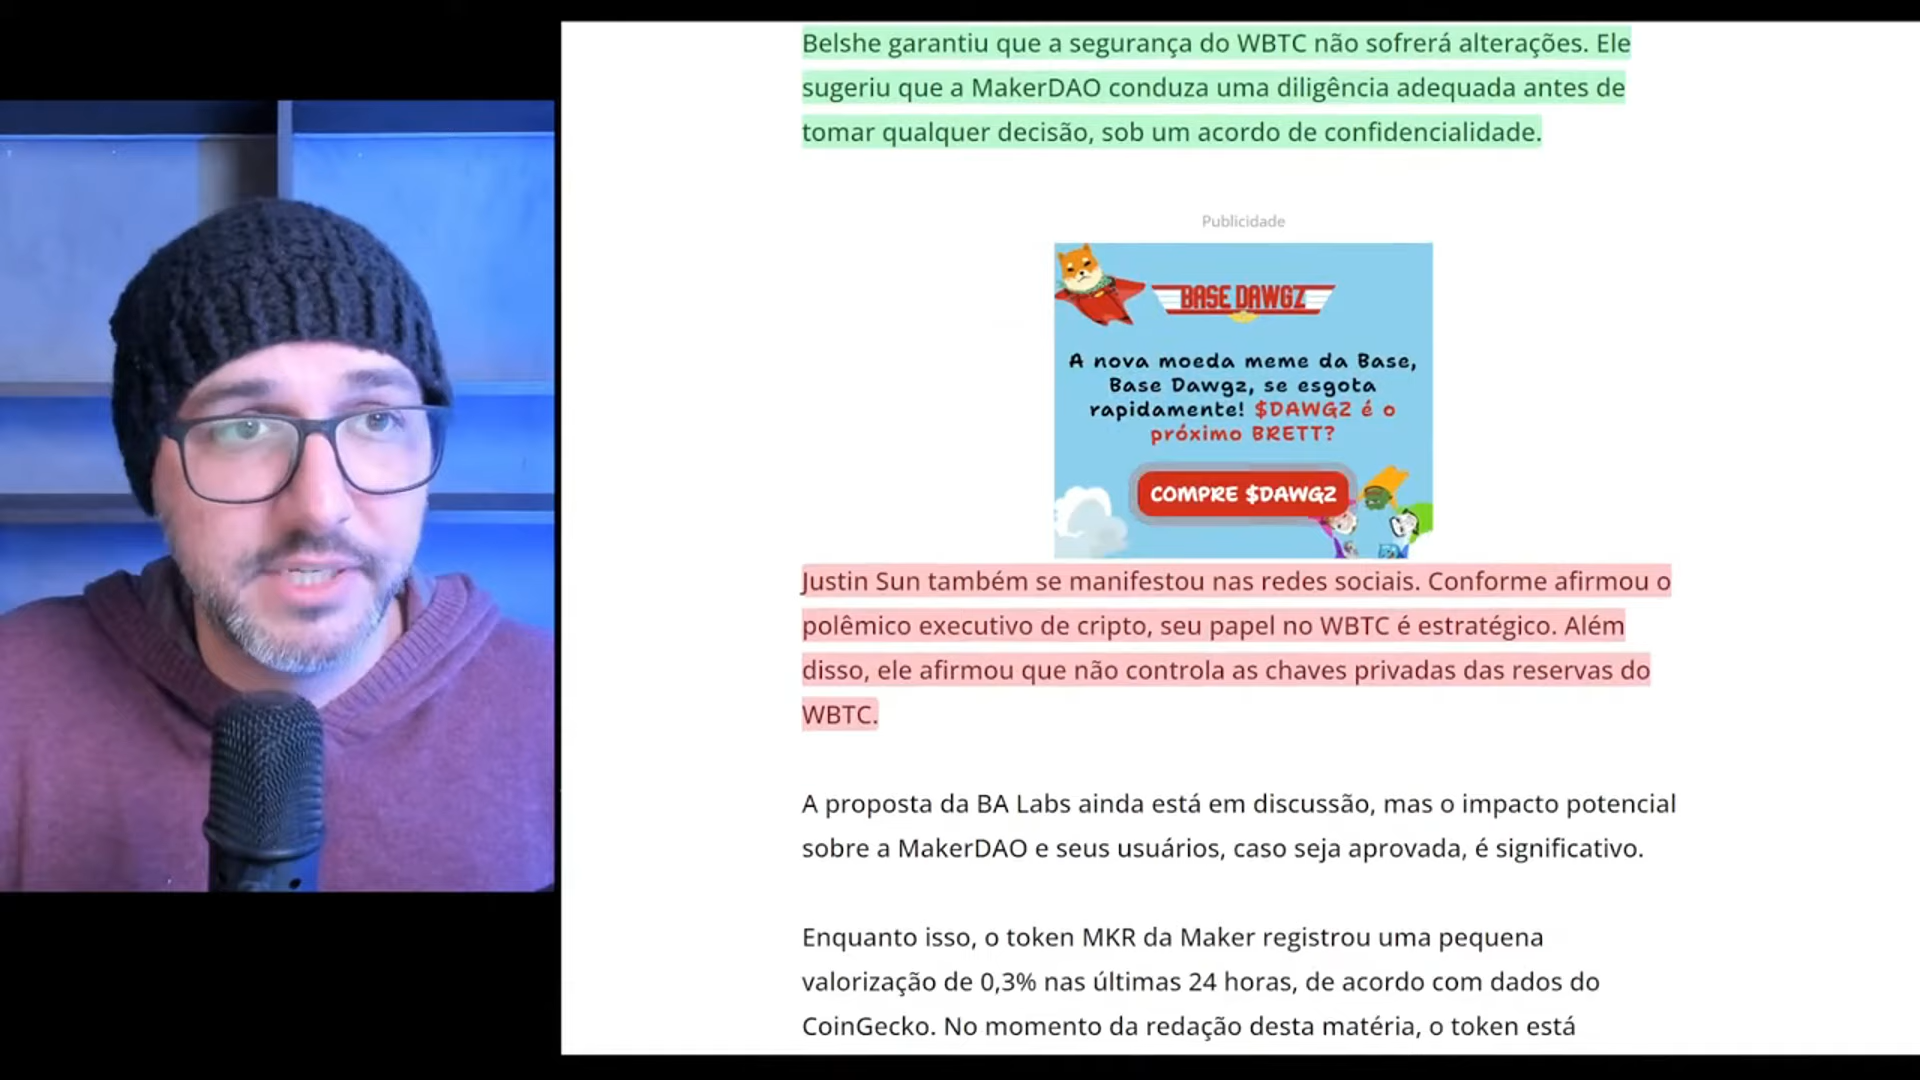 Belshe garantiu que a segurança do WBTC não sofrerá alterações. Ele
sugeriu que a MakerDAO conduza uma diligência adequada antes de
tomar qualquer decisão, sob um acordo de confidencialidade.
Publicidade
BASE DAWGZ
A nova moeda meme da Base,
Base Dawgz, se esgota
rapidamente! $DAWGZ é o
próximo BRETT?
COMPRE $DAWGZ
Justin Sun também se manifestou nas redes sociais. Conforme afirmou o
polêmico executivo de cripto, seu papel no WBTC é estratégico. Além
disso, ele afirmou que não controla as chaves privadas das reservas do
WBTC.
A proposta da BA Labs ainda está em discussão, mas o impacto potencial
sobre a MakerDAO e seus usuários, caso seja aprovada, é significativo.
Enquanto isso, o token MKR da Maker registrou uma pequena
valorização de 0,3% nas últimas 24 horas, de acordo com dados do
CoinGecko. No momento da redação desta matéria, o token está